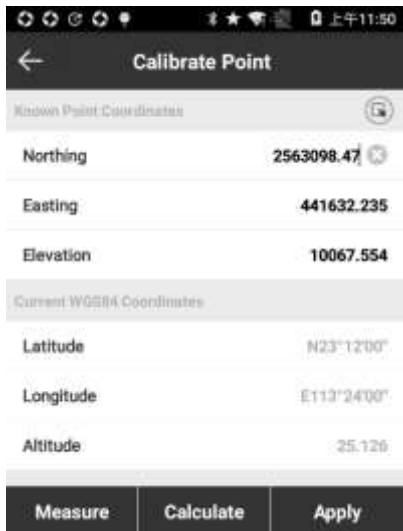 上午11:50
Calibrate Point
Known Point Coordinates
Northing 2563098.47
Easting 441632.235
Elevation 10067.554
Current WGS84 Coordinates
Latitude N23°12'00"
Longitude E113°24'00"
Altitude 25.126
Measure Calculate Apply